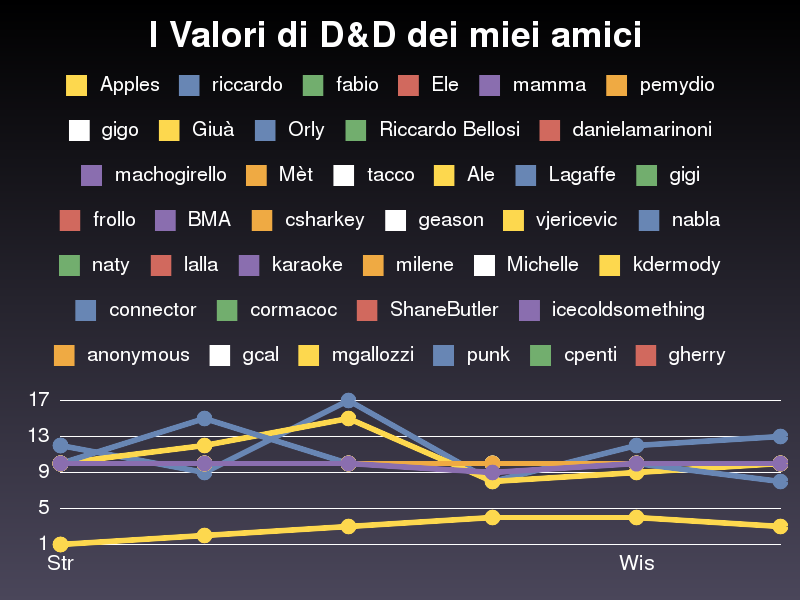 I Valori di D&D dei miei amici
Apples riccardo fabio Ele mamma pemydio
gigo Giuà Orly Riccardo Bellosi danielamarinoni
machogirello Mèt tacco Ale Lagaffe gigi
frollo BMA csharkey geason vjericevic nabla
naty lalla karaoke milene Michelle kdermody
connector cormacoc ShaneButler icecoldsomething
anonymous gcal mgallozzi punk cpenti gherry
17
13
9
5
1
Str Wis